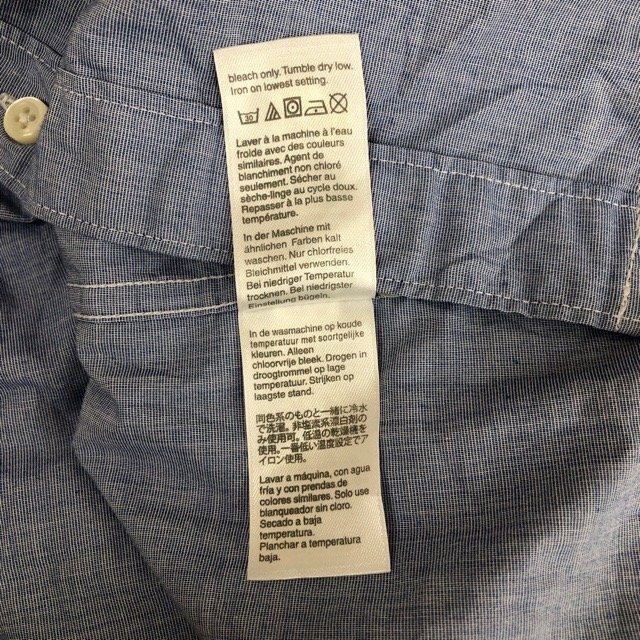 bleach only. Tumble dry low.
Iron on lowest setting.
30
Laver à la machine à l'eau
froide avec des couleurs
similaires. Agent de
blanchiment non chloré
seulement. Sécher au
sèche-linge au cycle doux.
Repasser à la plus basse
température.
In der Maschine mit
ähnlichen Farben kalt
waschen. Nur chlorfreies
Bleichmittel verwenden.
Bei niedriger Temperatur
trocknen. Bei niedrigster
Einstellung bügeln.
In de wasmachine op koude
temperatuur met soortgelijke
kleuren. Alleen
chloorvrije bleek. Drogen in
droogtrommel op lage
temperatuur. Strijken op
laagste stand.
同色系のものと一緒に冷水
で洗濯。非塩素系漂白剤の
み使用可。低温の乾燥機を
使用。一番低い温度設定でア
イロン使用。
Lavar a máquina, con agua
fría y con prendas de
colores similares. Solo use
blanqueador sin cloro.
Secado a baja
temperatura.
Planchar a temperatura
baja.